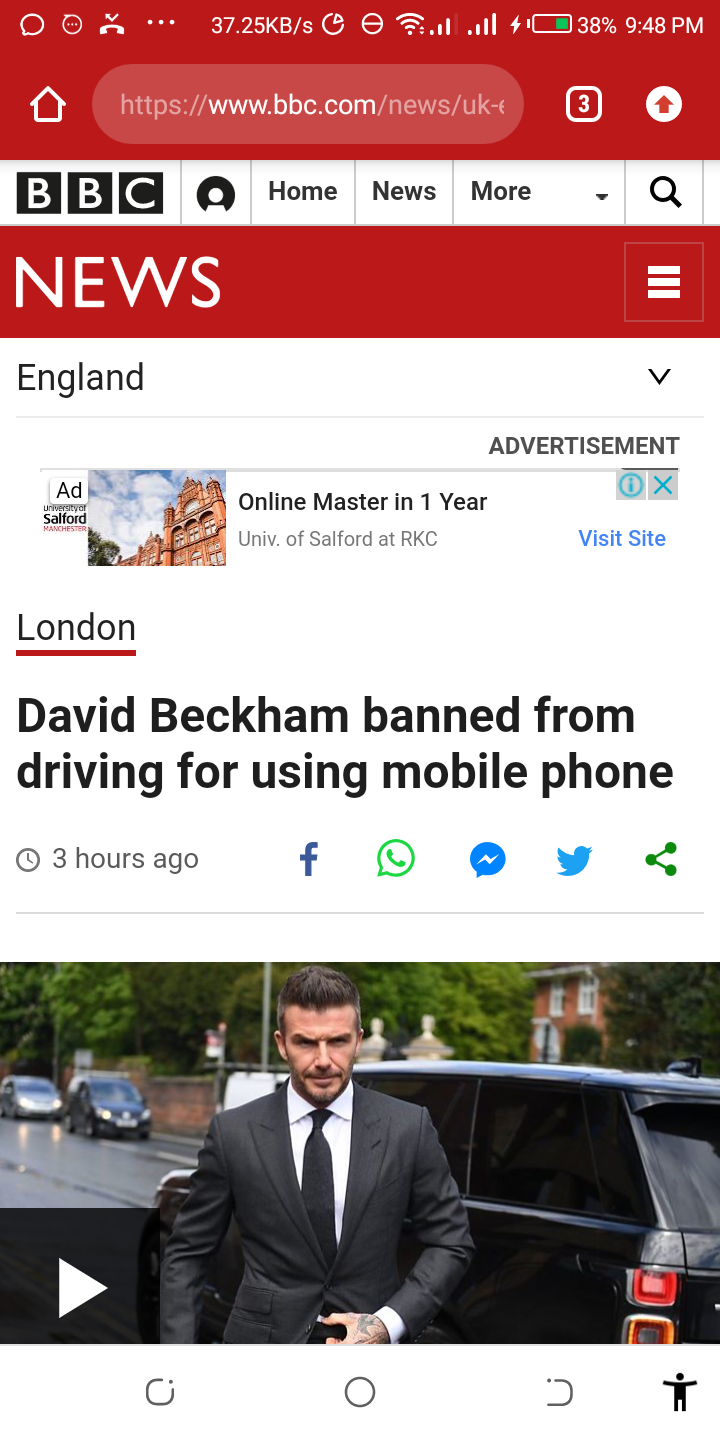 37.25KB/s 38% 9:48 PM
https://www.bbc.com/news/uk-e
3
BBC Home News More
NEWS
England
ADVERTISEMENT
Ad
University of
Salford
MANCHESTER
Online Master in 1 Year
Univ. of Salford at RKC
Visit Site
London
David Beckham banned from
driving for using mobile phone
3 hours ago